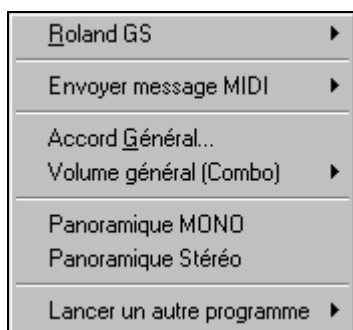 Roland GS
Envoyer message MIDI
Accord Général...
Volume général (Combo)
Panoramique MONO
Panoramique Stéréo
Lancer un autre programme